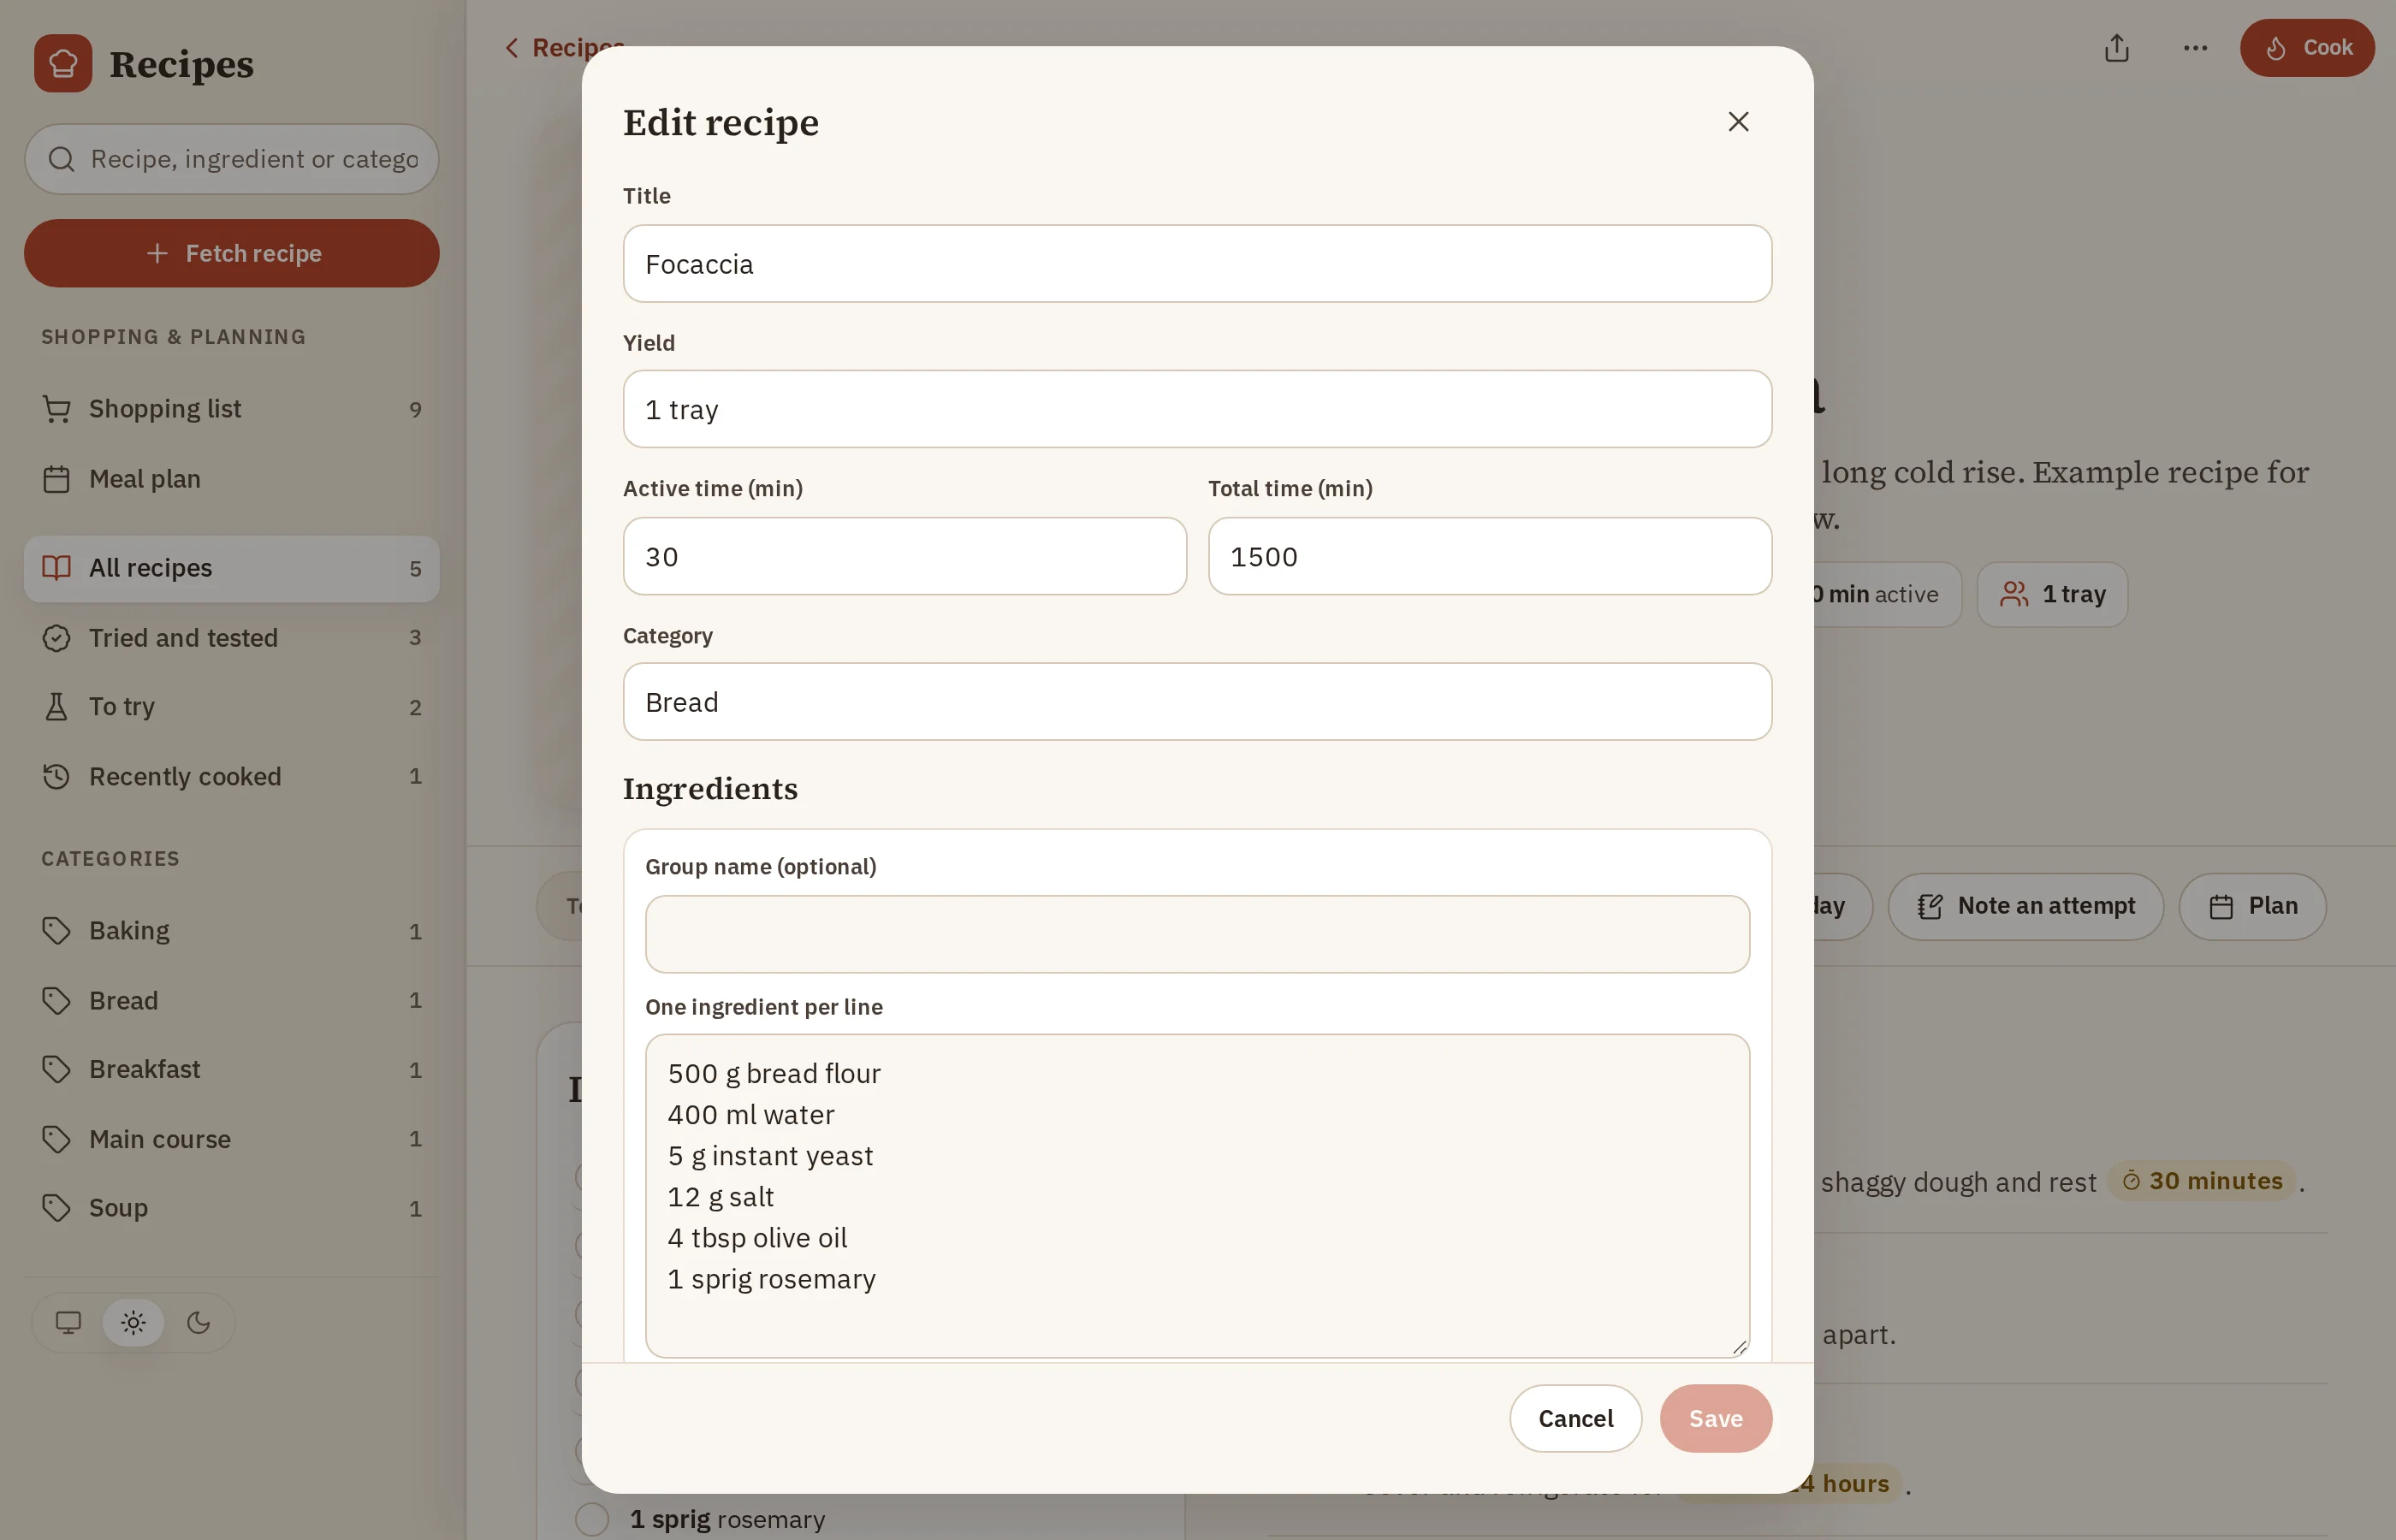 Recipes
Recipe, ingredient or catego
Fetch recipe
SHOPPING & PLANNING
Shopping list 9
Meal plan
All recipes 5
Tried and tested 3
To try 2
Recently cooked 1
CATEGORIES
Baking 1
Bread 1
Breakfast 1
Main course 1
Soup 1
Recipes
Cook
long cold rise. Example recipe for
w.
0 min active
1 tray
day
Note an attempt
Plan
shaggy dough and rest 30 minutes.
apart.
4 hours.
1 sprig rosemary
Edit recipe
Title
Focaccia
Yield
1 tray
Active time (min) Total time (min)
30 1500
Category
Bread
Ingredients
Group name (optional)
One ingredient per line
500 g bread flour
400 ml water
5 g instant yeast
12 g salt
4 tbsp olive oil
1 sprig rosemary
Cancel
Save